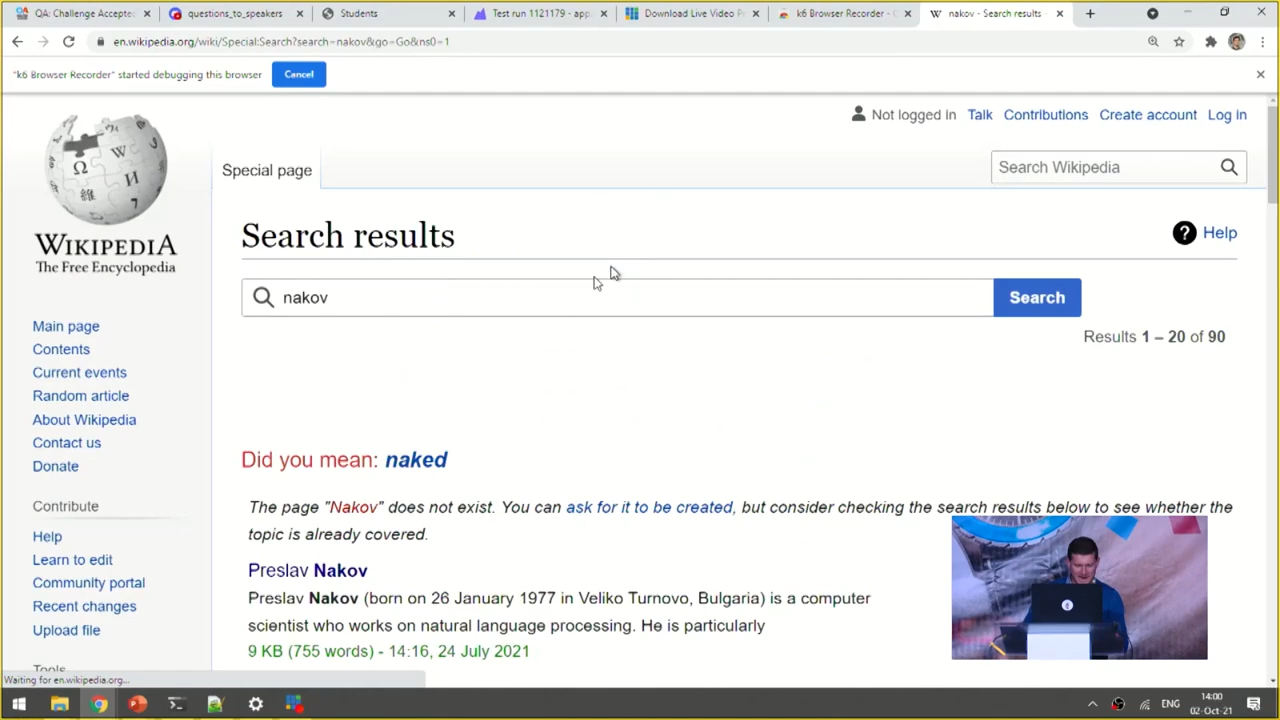 QA: Challenge Accepted
questions_to_speakers
Students
Test run 1121179 - app.
Download Live Video P
k6 Browser Recorder - C
nakov - Search results
en.wikipedia.org/wiki/Special:Search?search=nakov&go=Go&ns0=1
"k6 Browser Recorder" started debugging this browser
Cancel
Not logged in Talk Contributions Create account Log in
Special page
Search Wikipedia
WIKIPEDIA
The Free Encyclopedia
Search results
Help
nakov
Search
Results 1 – 20 of 90
Main page
Contents
Current events
Random article
About Wikipedia
Contact us
Donate
Contribute
Help
Learn to edit
Community portal
Recent changes
Upload file
Tools
Did you mean: naked
The page "Nakov" does not exist. You can ask for it to be created, but consider checking the search results below to see whether the
topic is already covered.
Preslav Nakov
Preslav Nakov (born on 26 January 1977 in Veliko Turnovo, Bulgaria) is a computer
scientist who works on natural language processing. He is particularly
9 KB (755 words) - 14:16, 24 July 2021
Waiting for en.wikipedia.org...
ENG
14:00
02-Oct-21